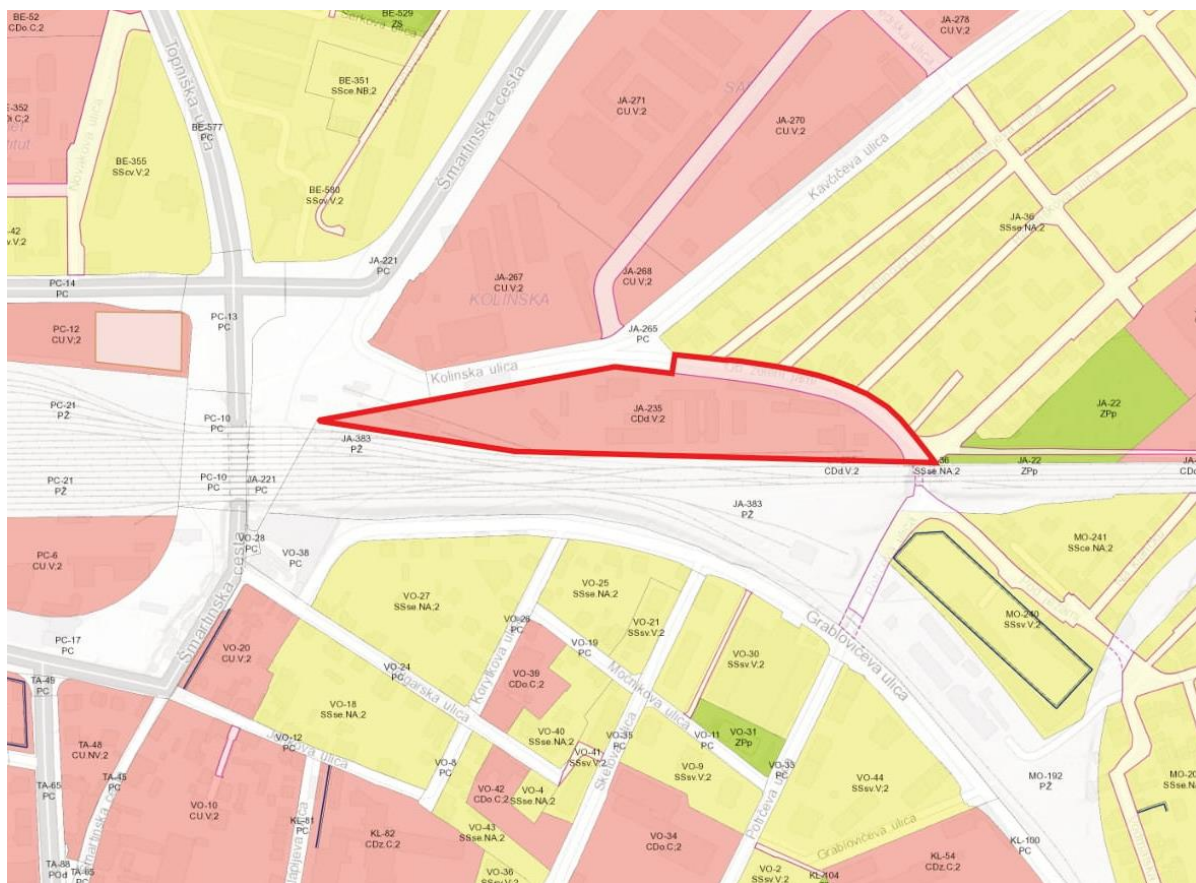 BE-52
CDo.C;2
BE-529
ZS
JA-278
CU.V;2
Topniška ulica
BE-351
SSce.NB;2
Šmartinska cesta
JA-271
CU.V;2
JA-270
CU.V;2
BE-577
PC
BE-355
SScv.V;2
Novakova ulica
BE-580
SScv.V;2
Kavčičeva ulica
JA-36
SSse.NA;2
JA-221
PC
JA-267
CU.V;2
JA-268
CU.V;2
KOLINSKA
PC-14
PC
PC-13
PC
PC-12
CU.V;2
JA-265
PC
Kolinska ulica
JA-235
CDd.V;2
JA-22
ZPp
PC-21
PŽ
PC-10
PC
JA-383
PŽ
CDd.V;2
SSse.NA;2
JA-22
ZPp
PC-21
PŽ
PC-10
PC
JA-221
PC
JA-383
PŽ
VO-28
PC
VO-38
PC
PC-6
CU.V;2
Šmartinska cesta
VO-27
SSse.NA;2
VO-25
SSse.NA;2
VO-21
SSsv.V;2
MO-241
SSce.NA;2
MO-240
SSsv.V;2
Grablovičeva ulica
PC-17
PC
VO-20
CU.V;2
VO-26
PC
VO-19
PC
VO-30
SSsv.V;2
Močnikova ulica
VO-24
PC
VO-39
CDo.C;2
TA-49
PC
VO-18
SSse.NA;2
VO-40
SSse.NA;2
VO-35
PC
VO-31
ZPp
VO-11
PC
VO-12
PC
VO-41
SSsv.V;2
VO-9
SSsv.V;2
VO-33
PC
VO-44
SSsv.V;2
TA-48
CU.NV;2
VO-8
PC
VO-42
CDo.C;2
VO-4
SSse.NA;2
Skeletova ulica
MO-192
PŽ
TA-65
PC
TA-45
PC
VO-10
CU.V;2
KL-81
PC
KL-82
CDz.C;2
VO-43
SSse.NA;2
VO-34
CDo.C;2
Potrčeva ulica
Grablovičeva ulica
KL-100
PC
KL-54
CDz.C;2
TA-88
POd
VO-36
SSsv.V;2
VO-2
SSsv.V;2
KL-104